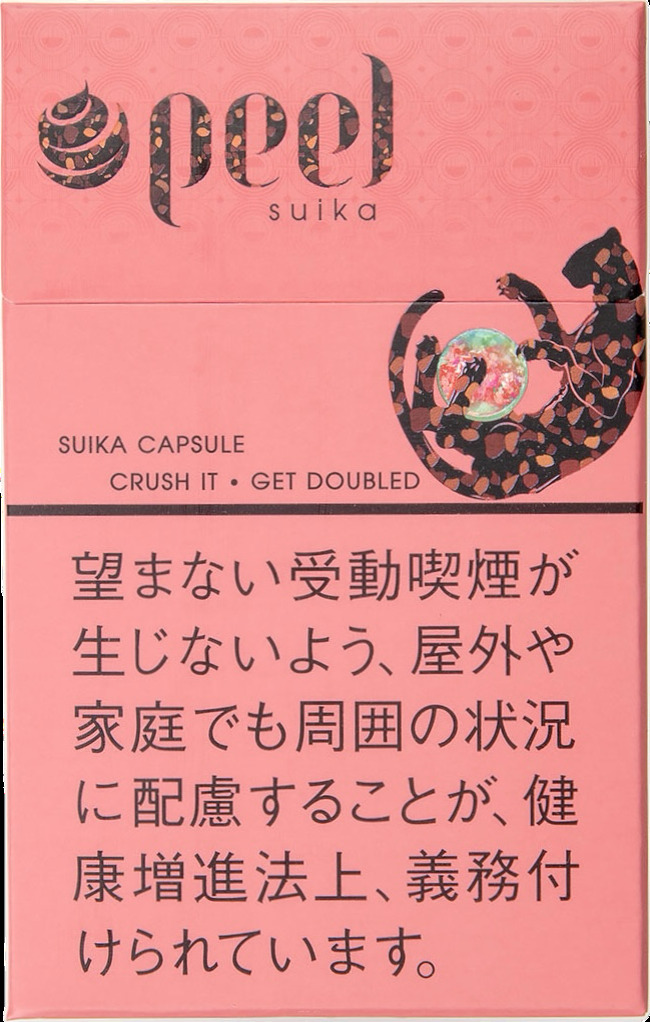 peel
suika
SUIKA CAPSULE
CRUSH IT • GET DOUBLED
望まない受動喫煙が
生じないよう、屋外や
家庭でも周囲の状況
に配慮することが、健
康増進法上、義務付
けられています。